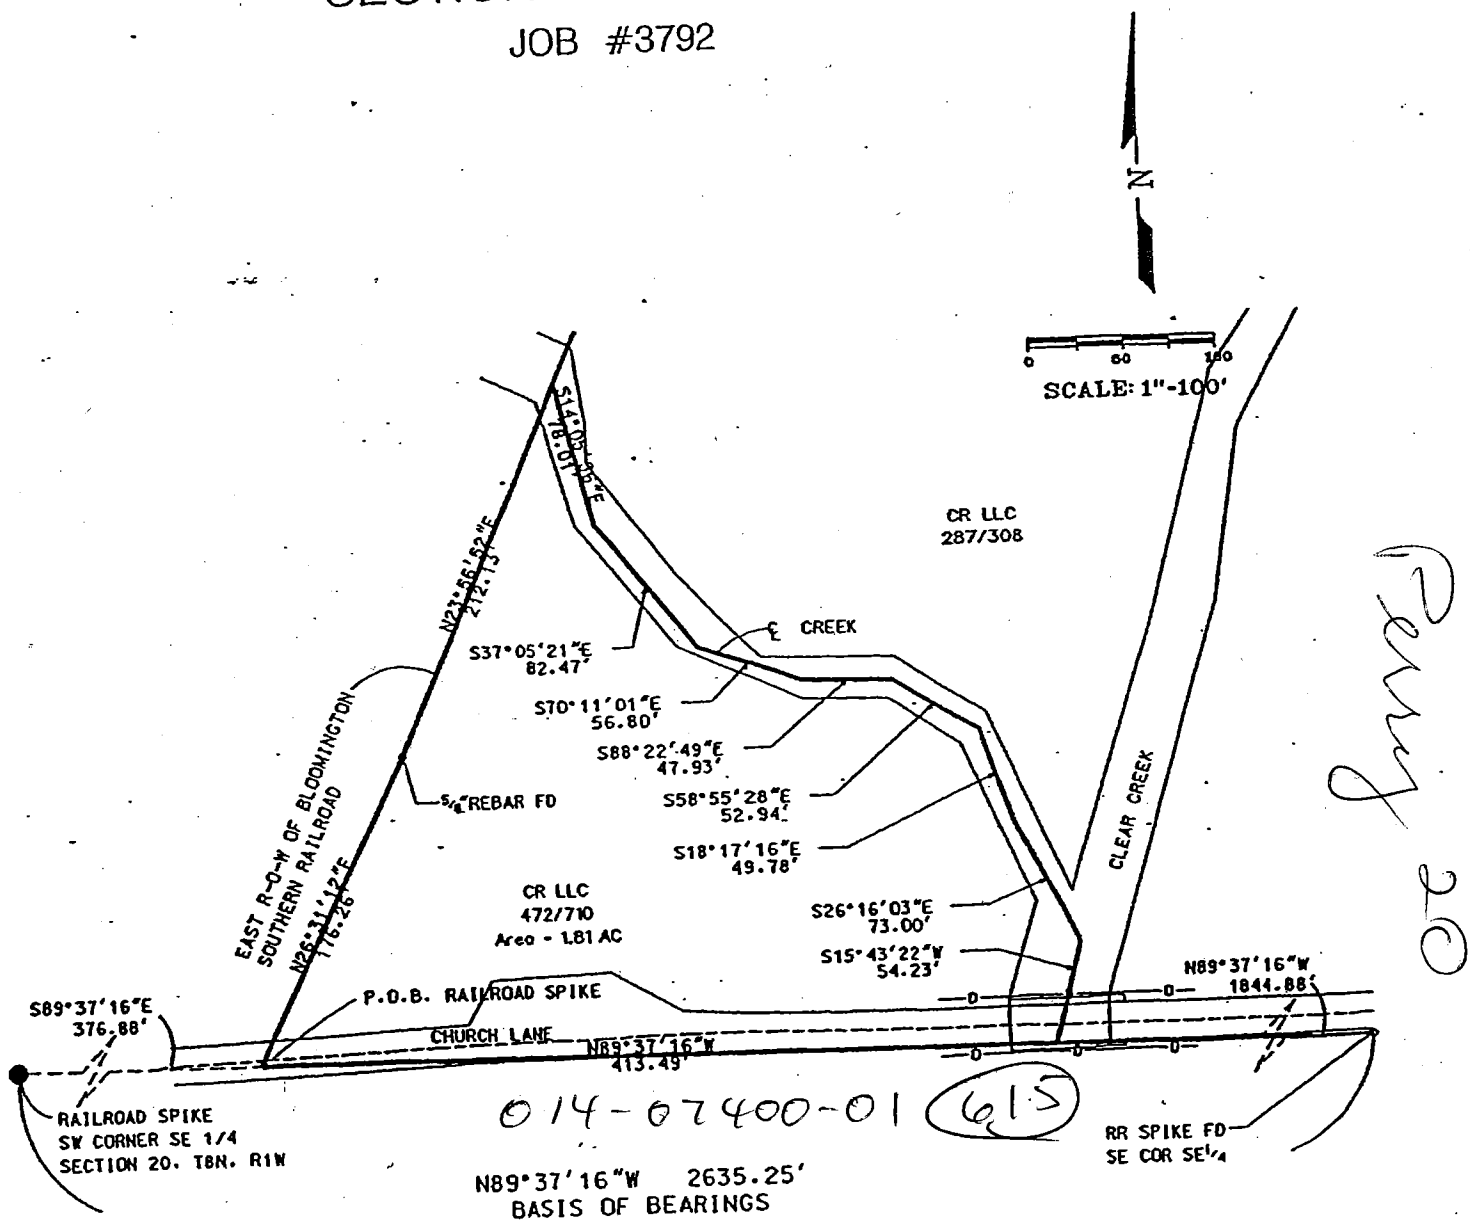 JOB #3792
N
0 60 100
SCALE: 1"-100'
S14°05'36"E
78.01'
CR LLC
287/308
N23°56'52"E
212.13'
℄ CREEK
S37°05'21"E
82.47'
S70°11'01"E
56.80'
S88°22'49"E
47.93'
S58°55'28"E
52.94'
S18°17'16"E
49.78'
CLEAR CREEK
EAST R-O-W OF BLOOMINGTON
SOUTHERN RAILROAD
5/8" REBAR FD
N26°31'12"E
176.26'
CR LLC
472/710
Area - 1.81 AC
S26°16'03"E
73.00'
S15°43'22"W
54.23'
N89°37'16"W
1844.88'
P.O.B. RAILROAD SPIKE
S89°37'16"E
376.88'
CHURCH LANE
N89°37'16"W
413.49'
014-07400-01 615
RAILROAD SPIKE
SW CORNER SE 1/4
SECTION 20. T8N. R1W
RR SPIKE FD
SE COR SE 1/4
N89°37'16"W 2635.25'
BASIS OF BEARINGS
Perry 20